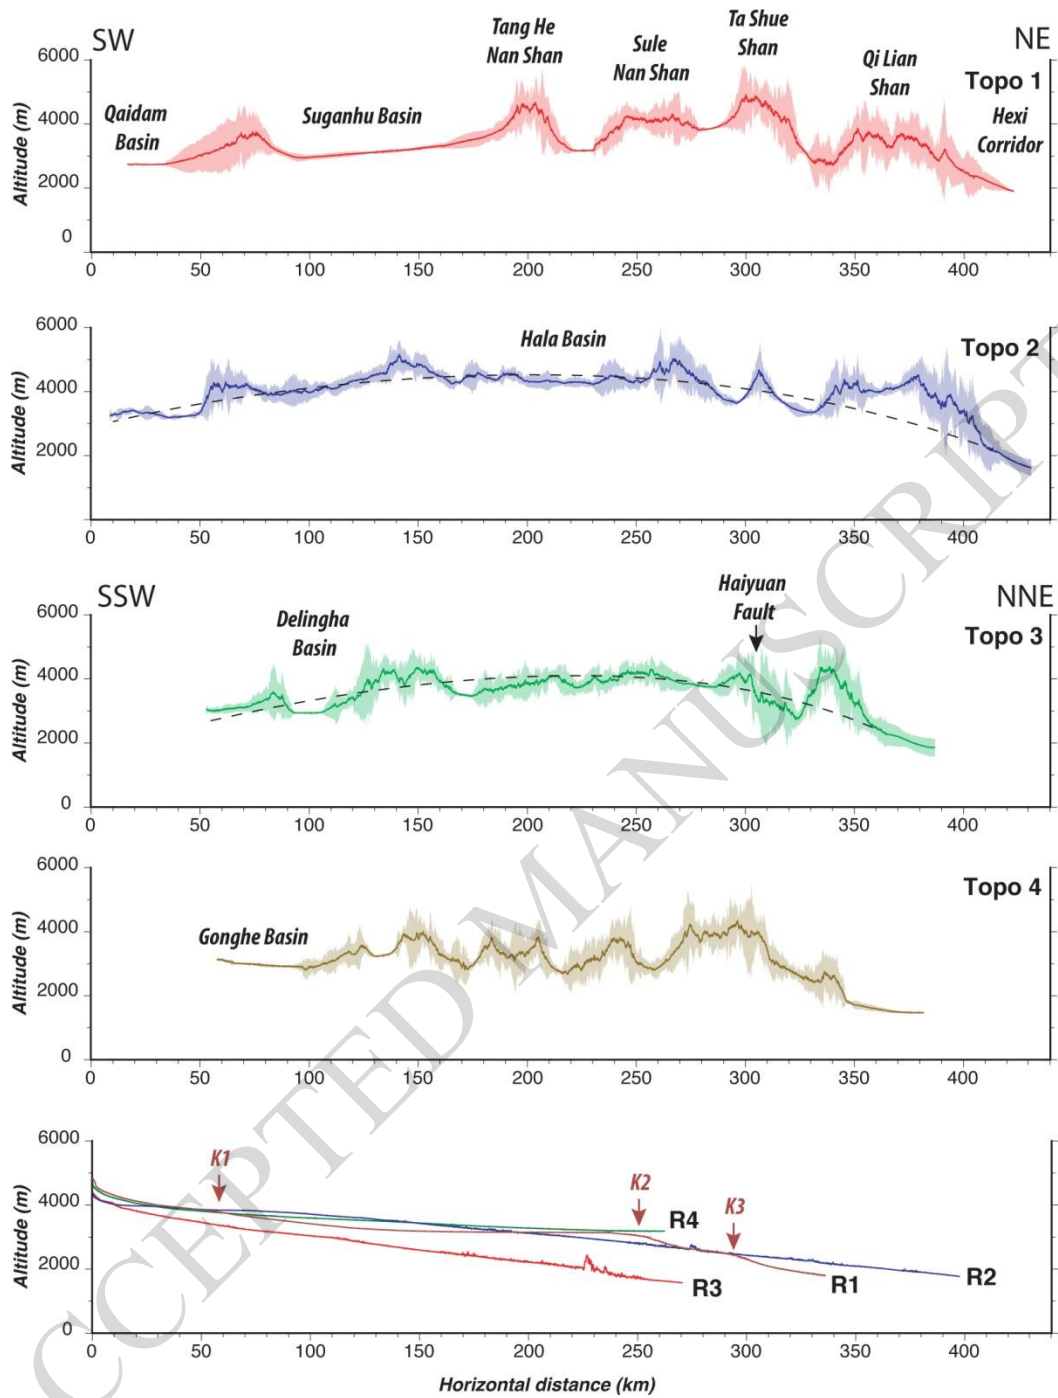 SW
Tang He
Nan Shan
Sule
Nan Shan
Ta Shue
Shan
Qi Lian
Shan
NE
Topo 1
Hexi
Corridor
Qaidam
Basin
Suganhu Basin
Altitude (m)
6000
4000
2000
0
0 50 100 150 200 250 300 350 400
Hala Basin
Topo 2
Altitude (m)
6000
4000
2000
0 50 100 150 200 250 300 350 400
SSW
Delingha
Basin
Haiyuan
Fault
NNE
Topo 3
Altitude (m)
6000
4000
2000
0
0 50 100 150 200 250 300 350 400
Gonghe Basin
Topo 4
Altitude (m)
6000
4000
2000
0
0 50 100 150 200 250 300 350 400
K1
K2
K3
R4
R3
R1
R2
Altitude (m)
6000
4000
2000
0
0 50 100 150 200 250 300 350 400
Horizontal distance (km)
CCEPTED MANUSCRIPT